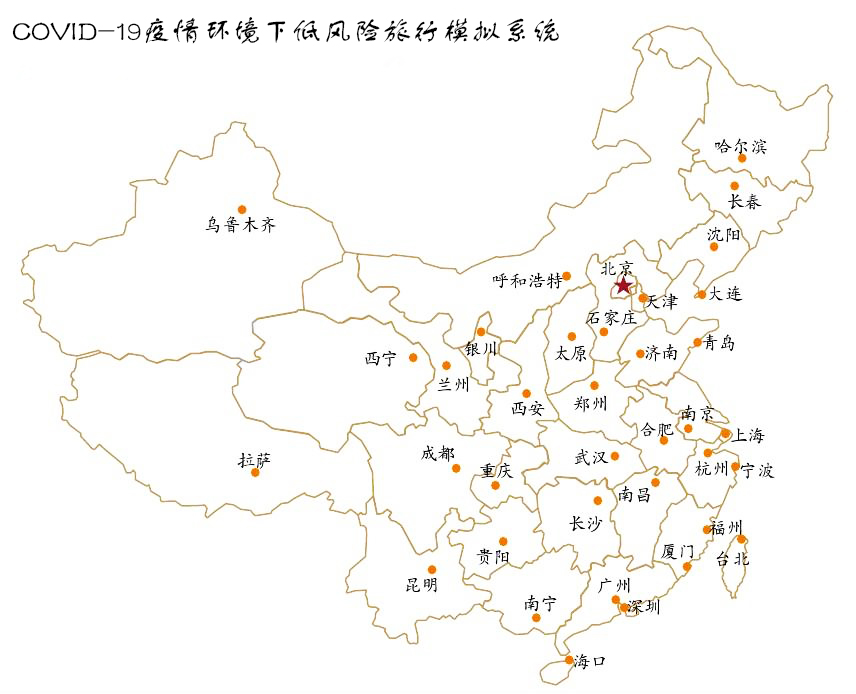 COVID-19疫情环境下低风险旅行模拟系统
哈尔滨
长春
乌鲁木齐
沈阳
北京
呼和浩特
大连
天津
石家庄
青岛
银川
太原
济南
西宁
兰州
郑州
西安
南京
合肥
上海
成都
武汉
拉萨
重庆
杭州
宁波
南昌
长沙
福州
厦门
台北
贵阳
昆明
广州
南宁
深圳
海口